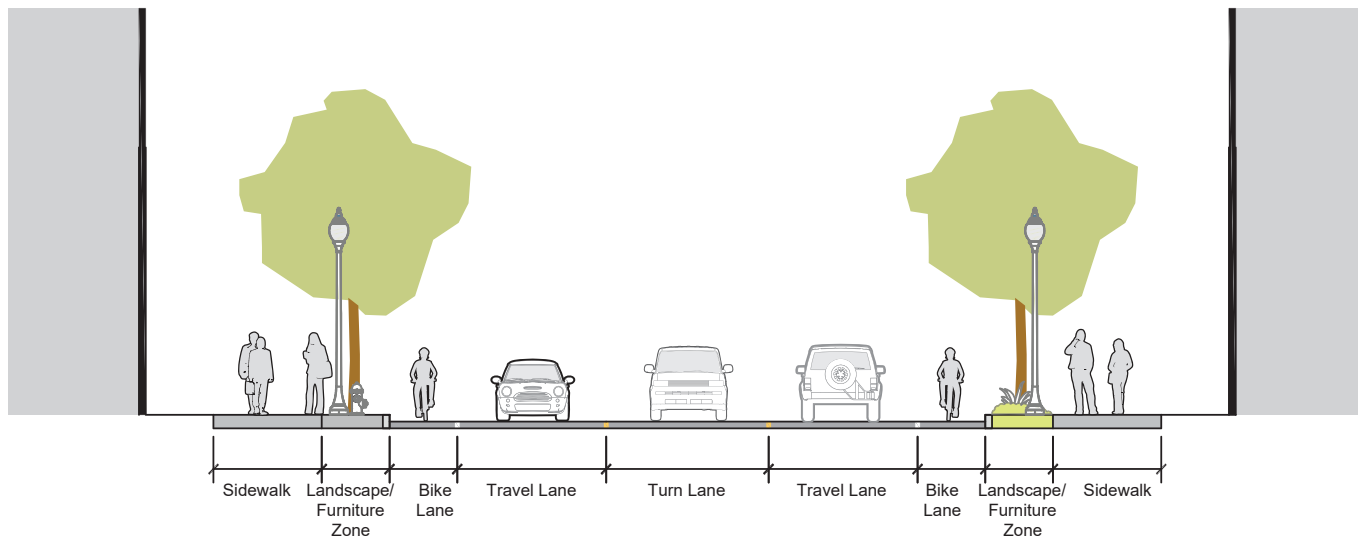 Sidewalk
Landscape/
Furniture
Zone
Bike
Lane
Travel Lane
Turn Lane
Travel Lane
Bike
Lane
Landscape/
Furniture
Zone
Sidewalk